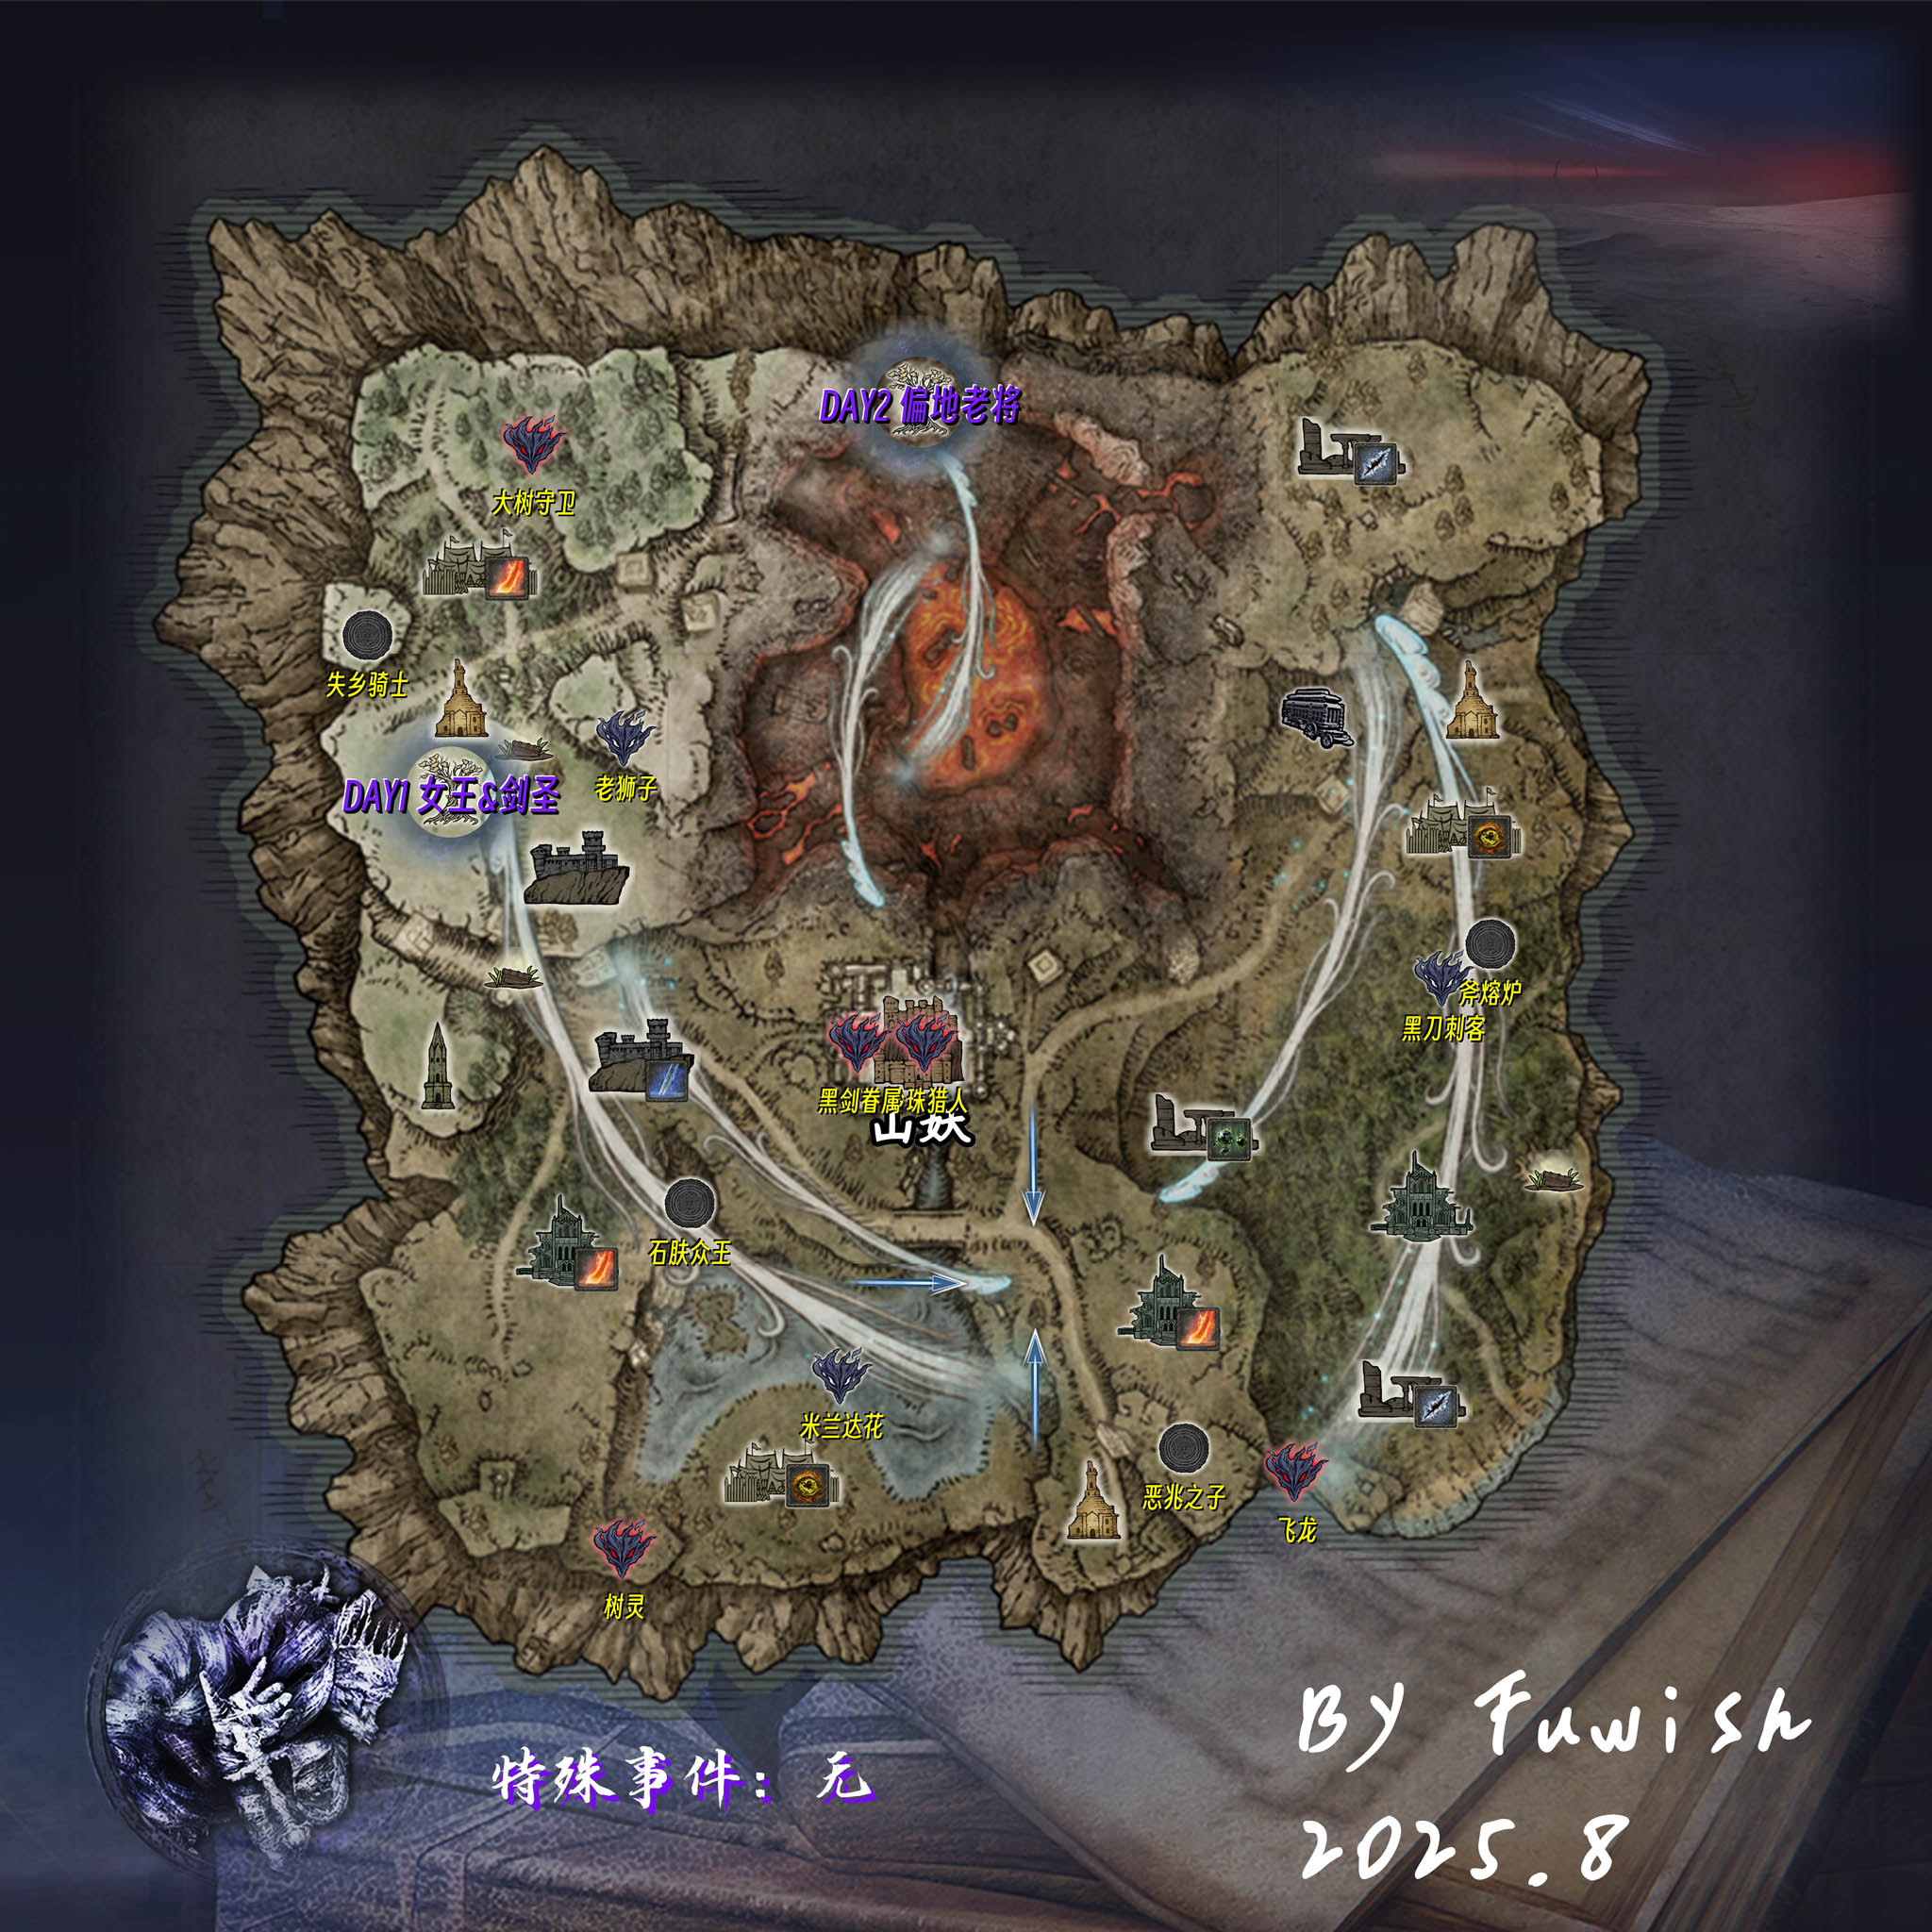 DAY2 偏地老将
大树守卫
失乡骑士
DAY1 女王&剑圣
老狮子
斧熔炉
黑刀刺客
黑剑眷属
珠猎人
山妖
石肤众王
米兰达花
恶兆之子
飞龙
树灵
特殊事件：无
BY Fuwish
2025.8